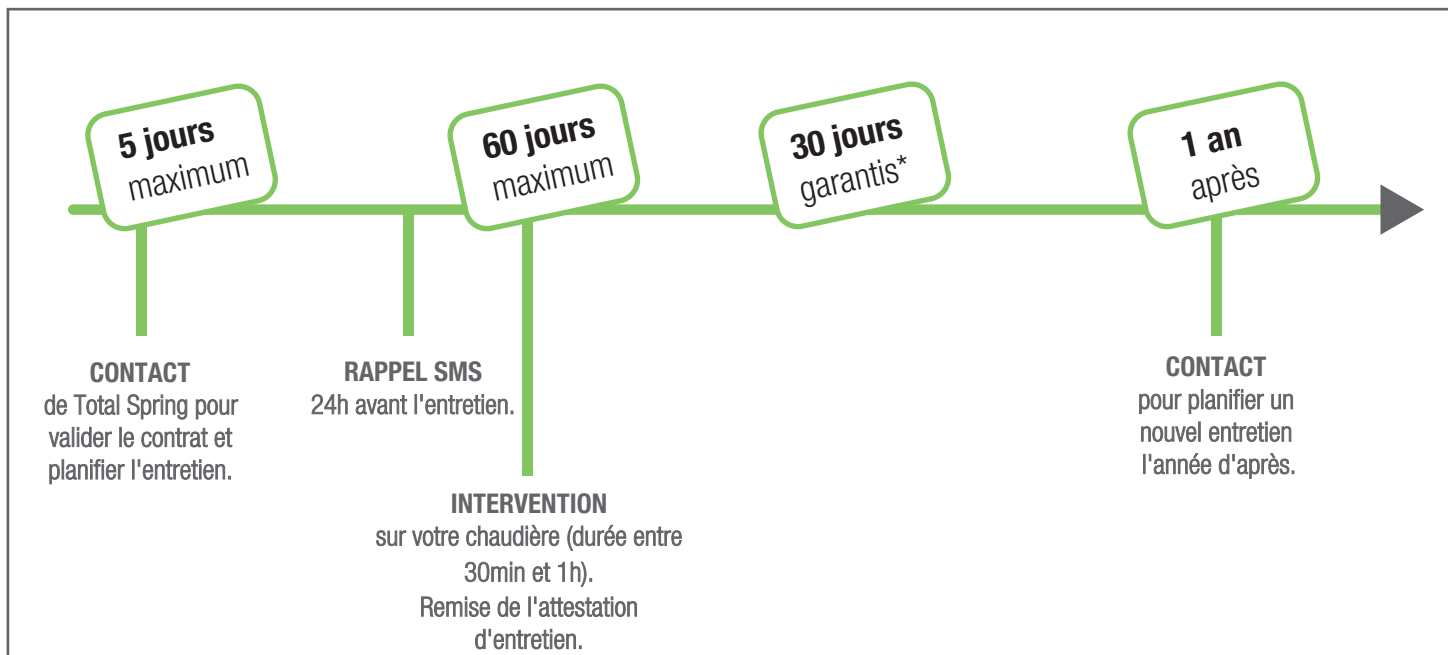 5 jours
maximum
60 jours
maximum
30 jours
garantis*
1 an
après
CONTACT
de Total Spring pour
valider le contrat et
planifier l'entretien.
RAPPEL SMS
24h avant l'entretien.
INTERVENTION
sur votre chaudière (durée entre
30min et 1h).
Remise de l'attestation
d'entretien.
CONTACT
pour planifier un
nouvel entretien
l'année d'après.